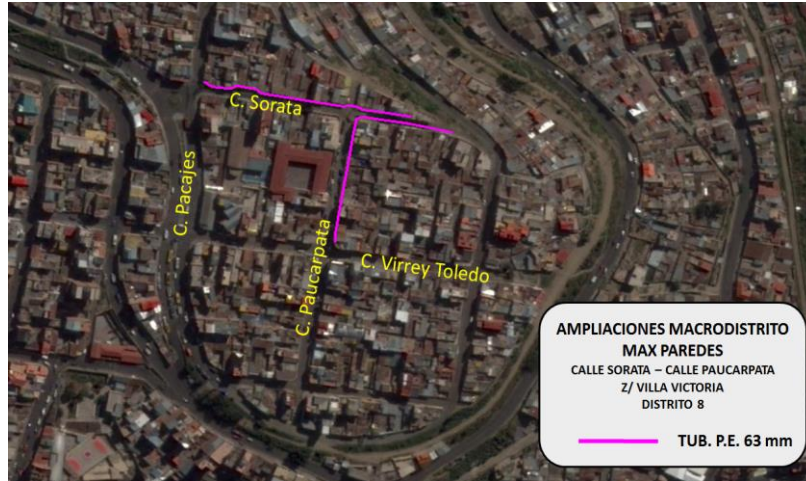 C. Sorata
C. Pacajes
C. Paucarpata
C. Virrey Toledo
AMPLIACIONES MACRODISTRITO
MAX PAREDES
CALLE SORATA – CALLE PAUCARPATA
Z/ VILLA VICTORIA
DISTRITO 8
TUB. P.E. 63 mm